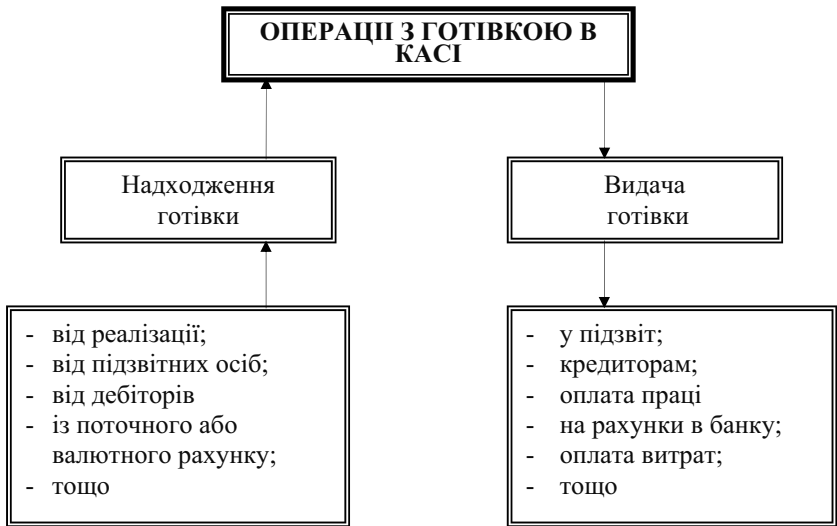 ОПЕРАЦІІ З ГОТІВКОЮ В
КАСІ
Надходження
готівки
Видача
готівки
- від реалізації;
- від підзвітних осіб;
- від дебіторів
- із поточного або
валютного рахунку;
- тощо
- у підзвіт;
- кредиторам;
- оплата праці
- на рахунки в банку;
- оплата витрат;
- тощо